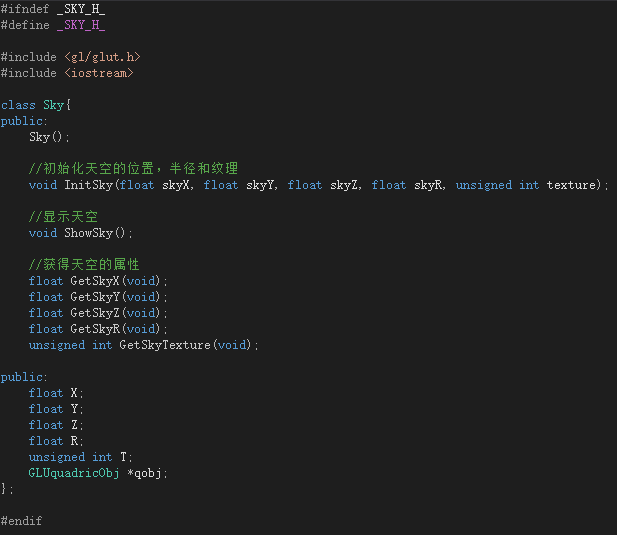 #ifndef _SKY_H_
#define _SKY_H_
#include <gl/glut.h>
#include <iostream>
class Sky{
public:
Sky();
//初始化天空的位置，半径和纹理
void InitSky(float skyX, float skyY, float skyZ, float skyR, unsigned int texture);
//显示天空
void ShowSky();
//获得天空的属性
float GetSkyX(void);
float GetSkyY(void);
float GetSkyZ(void);
float GetSkyR(void);
unsigned int GetSkyTexture(void);
public:
float X;
float Y;
float Z;
float R;
unsigned int T;
GLUquadricObj *qobj;
};
#endif